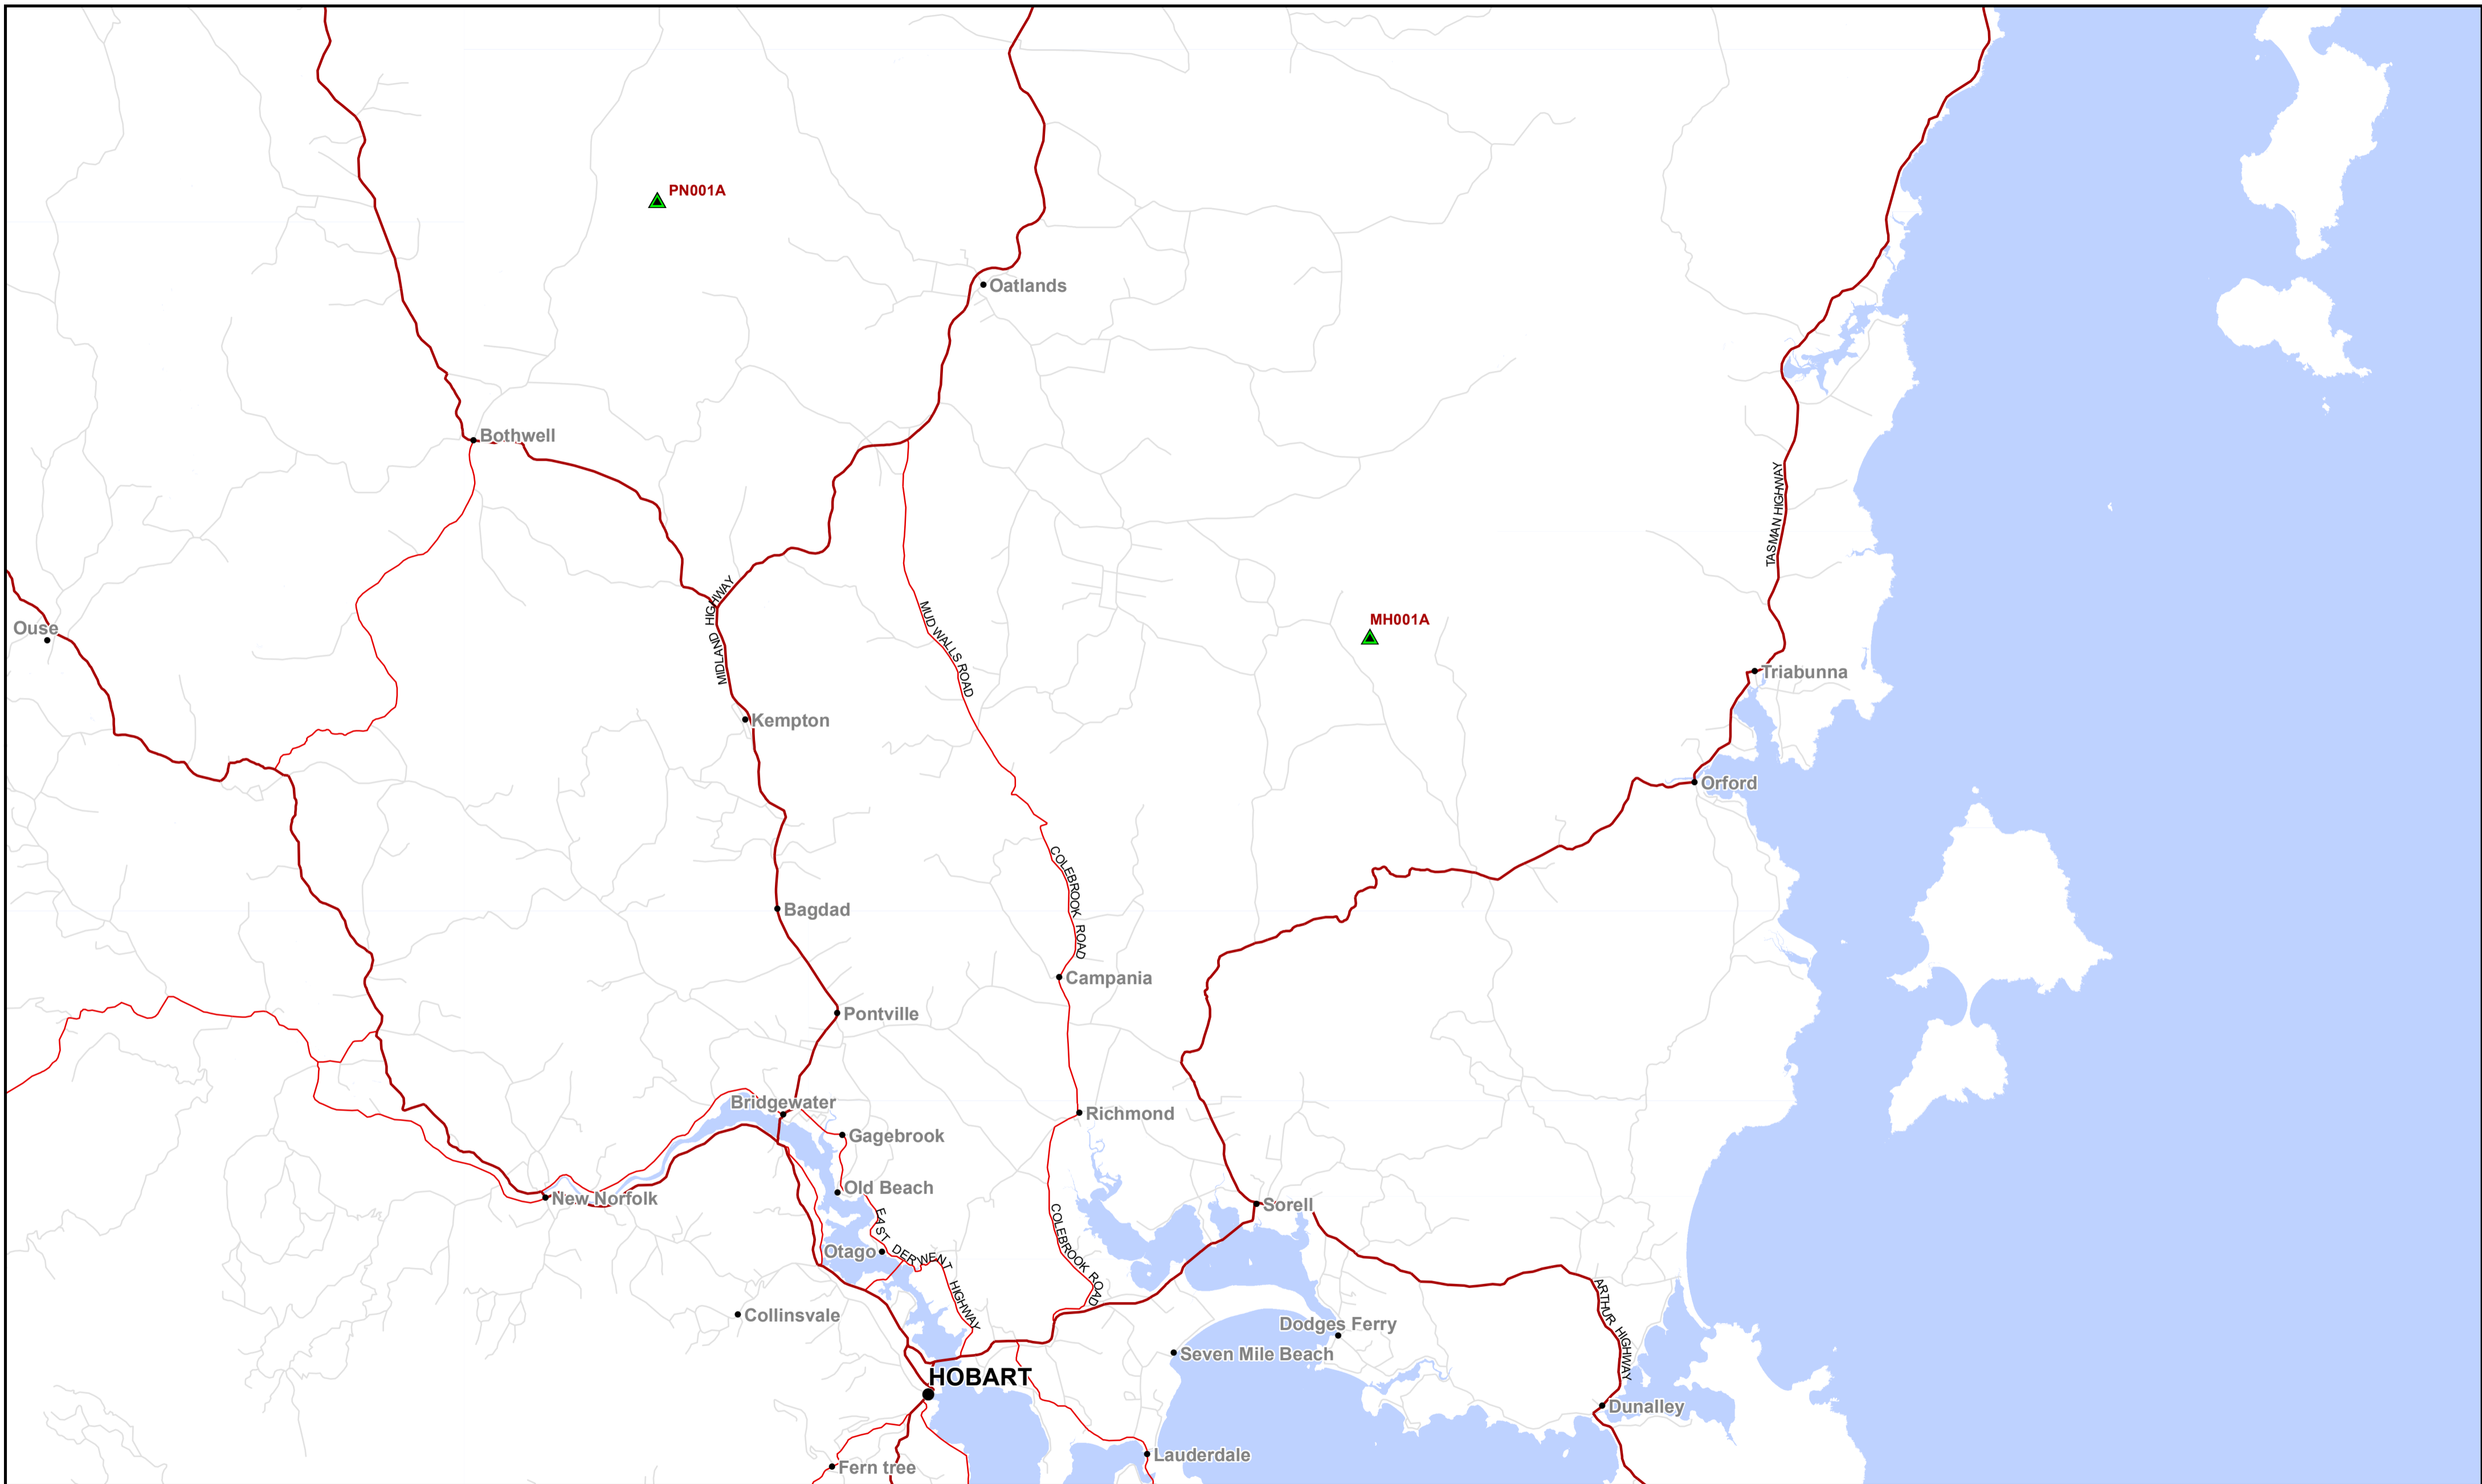 PN001A
Oatlands
Bothwell
TASMAN HIGHWAY
MIDLAND HIGHWAY
MUD WALLS ROAD
MH001A
Ouse
Triabunna
Kempton
Orford
COLEBROOK ROAD
Bagdad
Campania
Pontville
Bridgewater
Richmond
Gagebrook
Old Beach
New Norfolk
Sorell
EAST DERWENT HIGHWAY
COLEBROOK ROAD
Otago
ARTHUR HIGHWAY
Collinsvale
Dodges Ferry
Seven Mile Beach
HOBART
Dunalley
Lauderdale
Fern tree